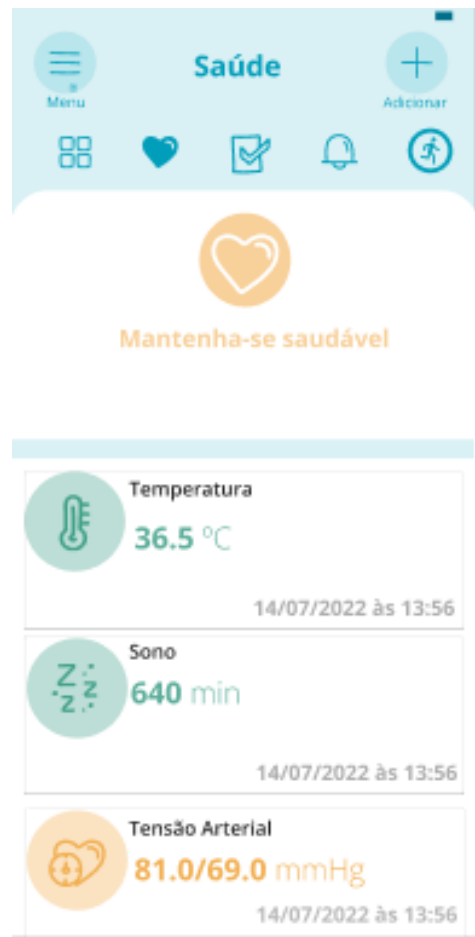 Saúde
Menu
Adicionar
Mantenha-se saudável
Temperatura
36.5 ºC
14/07/2022 às 13:56
Sono
640 min
14/07/2022 às 13:56
Tensão Arterial
81.0/69.0 mmHg
14/07/2022 às 13:56